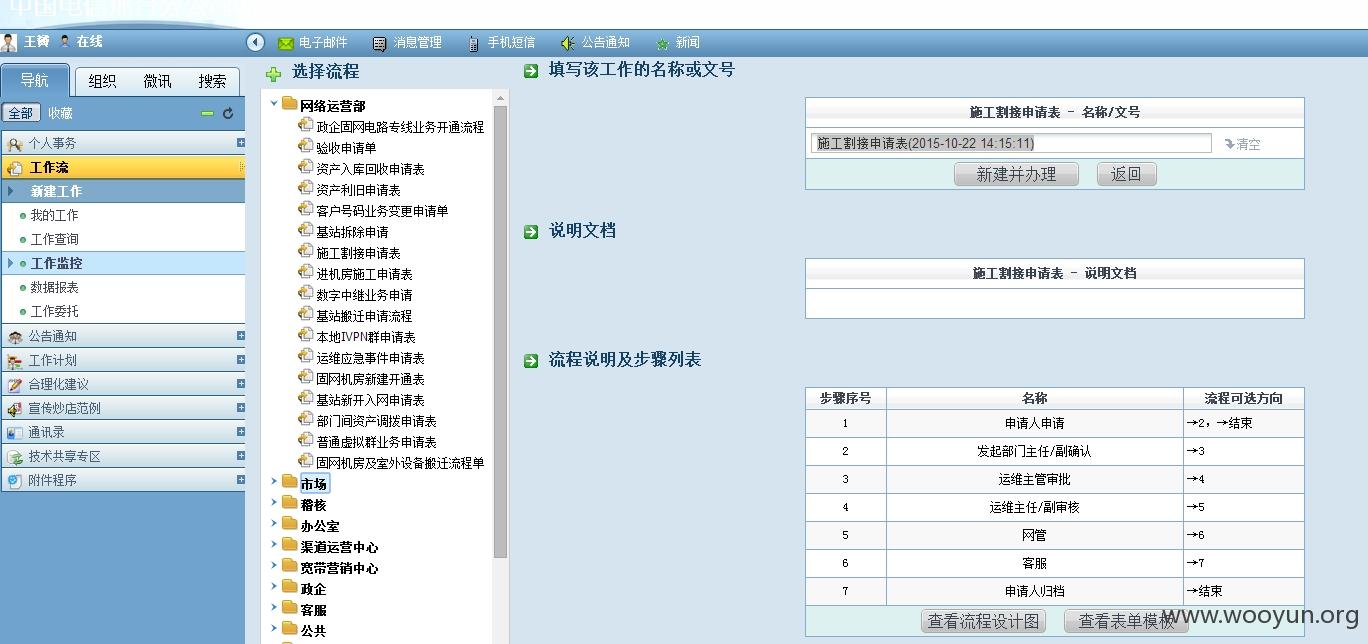 王赟 在线
电子邮件 消息管理 手机短信 公告通知 新闻
导航 组织 微讯 搜索
全部 收藏
个人事务
工作流
新建工作
我的工作
工作查询
工作监控
数据报表
工作委托
公告通知
工作计划
合理化建议
宣传炒店范例
通讯录
技术共享专区
附件程序
选择流程
网络运营部
政企固网电路专线业务开通流程
验收申请单
资产入库回收申请表
资产利旧申请表
客户号码业务变更申请单
基站拆除申请
施工割接申请表
进机房施工申请表
数字中继业务申请
基站搬迁申请流程
本地IVPN群申请表
运维应急事件申请表
固网机房新建开通表
基站新开入网申请表
部门间资产调拨申请表
普通虚拟群业务申请表
固网机房及室外设备搬迁流程单
市场
稽核
办公室
渠道运营中心
宽带营销中心
政企
客服
公共
填写该工作的名称或文号
施工割接申请表 - 名称/文号
施工割接申请表(2015-10-22 14:15:11) 清空
新建并办理 返回
说明文档
施工割接申请表 - 说明文档
流程说明及步骤列表
步骤序号 名称 流程可选方向
1 申请人申请 →2，→结束
2 发起部门主任/副确认 →3
3 运维主管审批 →4
4 运维主任/副审核 →5
5 网管 →6
6 客服 →7
7 申请人归档 →结束
查看流程设计图 查看表单模板
www.wooyun.org